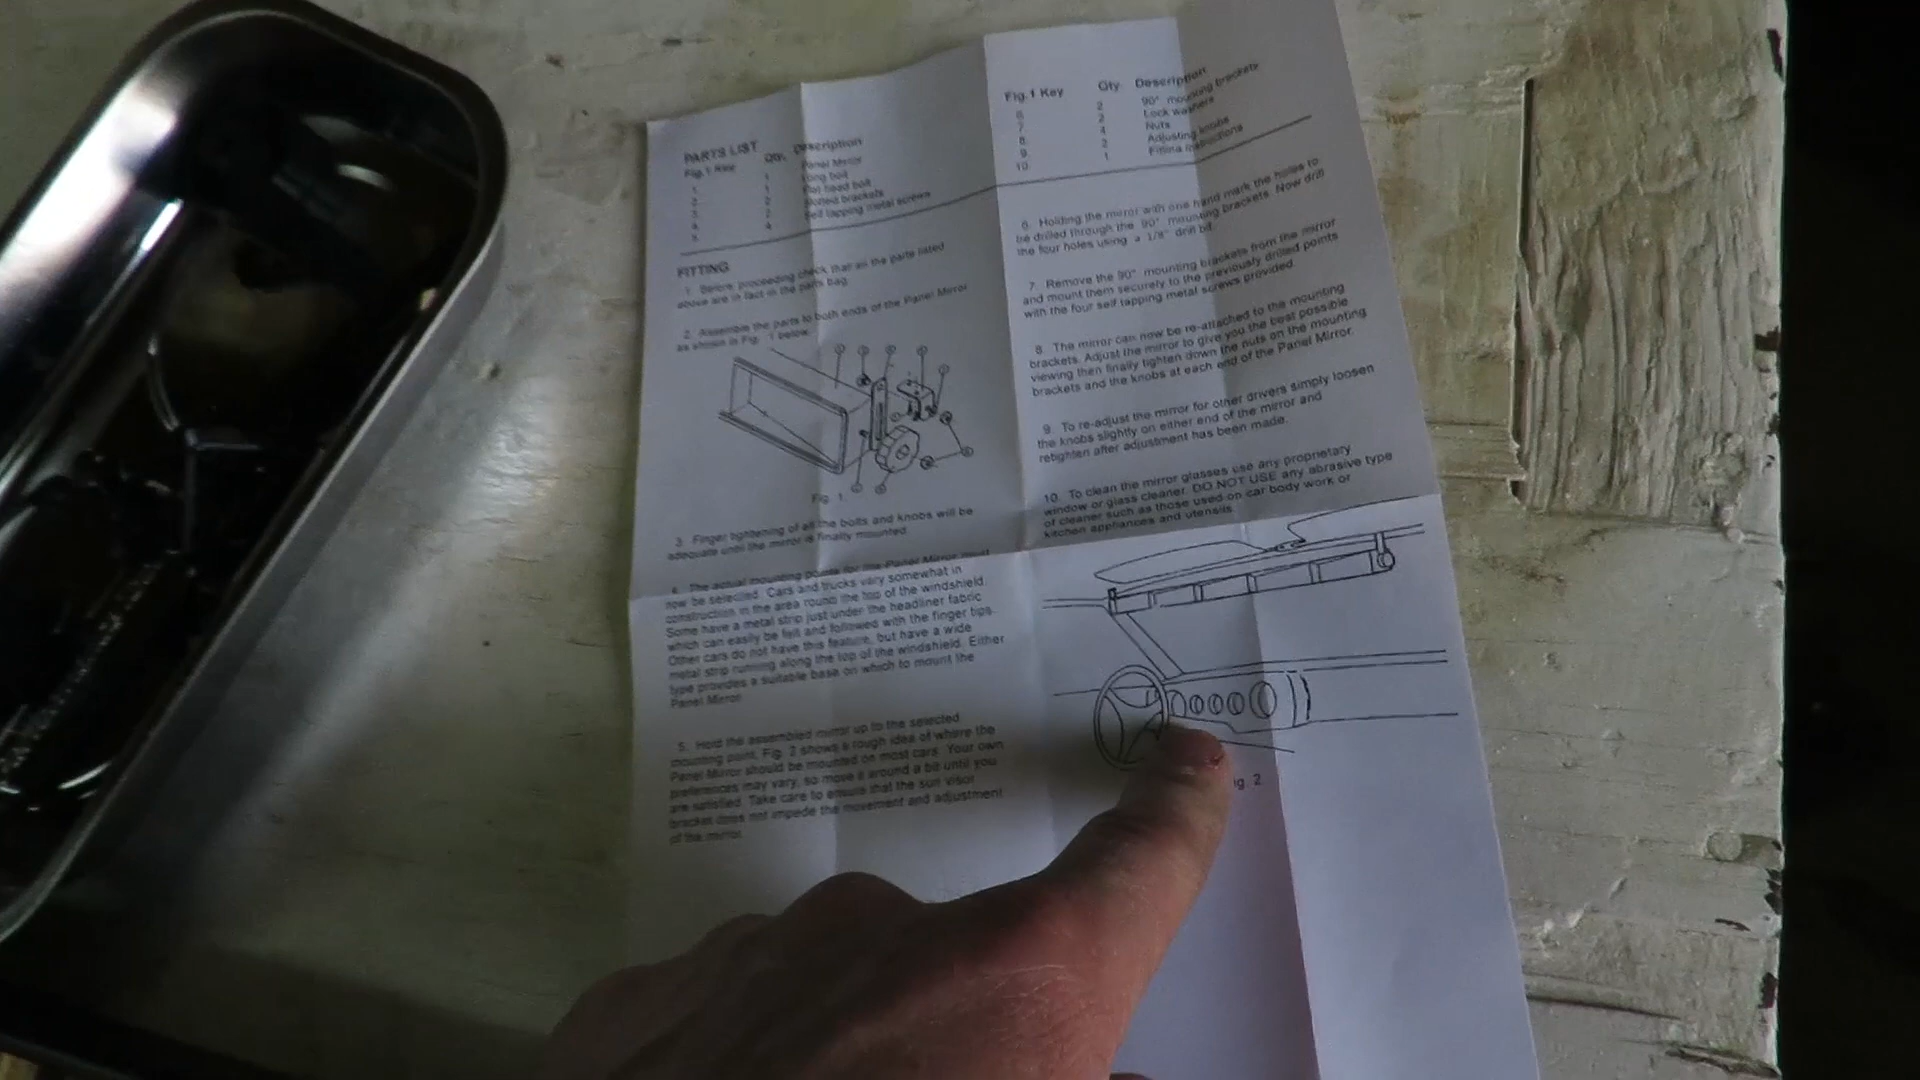 PARTS LIST
Fig.1 Key Qty. Description
1. 1 Panel Mirror
2. 1 Long bolt
3. 1 Flat head bolt
4. 2 Slotted brackets
5. 4 Self tapping metal screws
FITTING
1. Before proceeding check that all the parts listed
above are in fact in the parts bag.
2. Assemble the parts to both ends of the Panel Mirror
as shown in Fig. 1 below.
Fig. 1.
3. Finger tightening of all the bolts and knobs will be
adequate until the mirror is finally mounted.
4. The actual mounting points for the Panel Mirror must
now be selected. Cars and trucks vary somewhat in
construction in the area round the top of the windshield.
Some have a metal strip just under the headliner fabric
which can easily be felt and followed with the finger tips.
Other cars do not have this feature, but have a wide
metal strip running along the top of the windshield. Either
type provides a suitable base on which to mount the
Panel Mirror.
5. Hold the assembled mirror up to the selected
mounting point, Fig. 2 shows a rough idea of where the
Panel Mirror should be mounted on most cars. Your own
preferences may vary, so move it around a bit until you
are satisfied. Take care to ensure that the sun visor
bracket does not impede the movement and adjustment
of the mirror.
Fig.1 Key Qty Description
6. 2 90° mounting brackets
7. 2 Lock washers
8. 4 Nuts
9. 2 Adjusting knobs
10. 1 Fitting instructions
6. Holding the mirror with one hand mark the holes to
be drilled through the 90° mounting brackets. Now drill
the four holes using a 1/8" drill bit.
7. Remove the 90° mounting brackets from the mirror
and mount them securely to the previously drilled points
with the four self tapping metal screws provided.
8. The mirror can now be re-attached to the mounting
brackets. Adjust the mirror to give you the best possible
viewing then finally tighten down the nuts on the mounting
brackets and the knobs at each end of the Panel Mirror.
9. To re-adjust the mirror for other drivers simply loosen
the knobs slightly on either end of the mirror and
retighten after adjustment has been made.
10. To clean the mirror glasses use any proprietary
window or glass cleaner. DO NOT USE any abrasive type
of cleaner such as those used on car body work or
kitchen appliances and utensils.
ig. 2